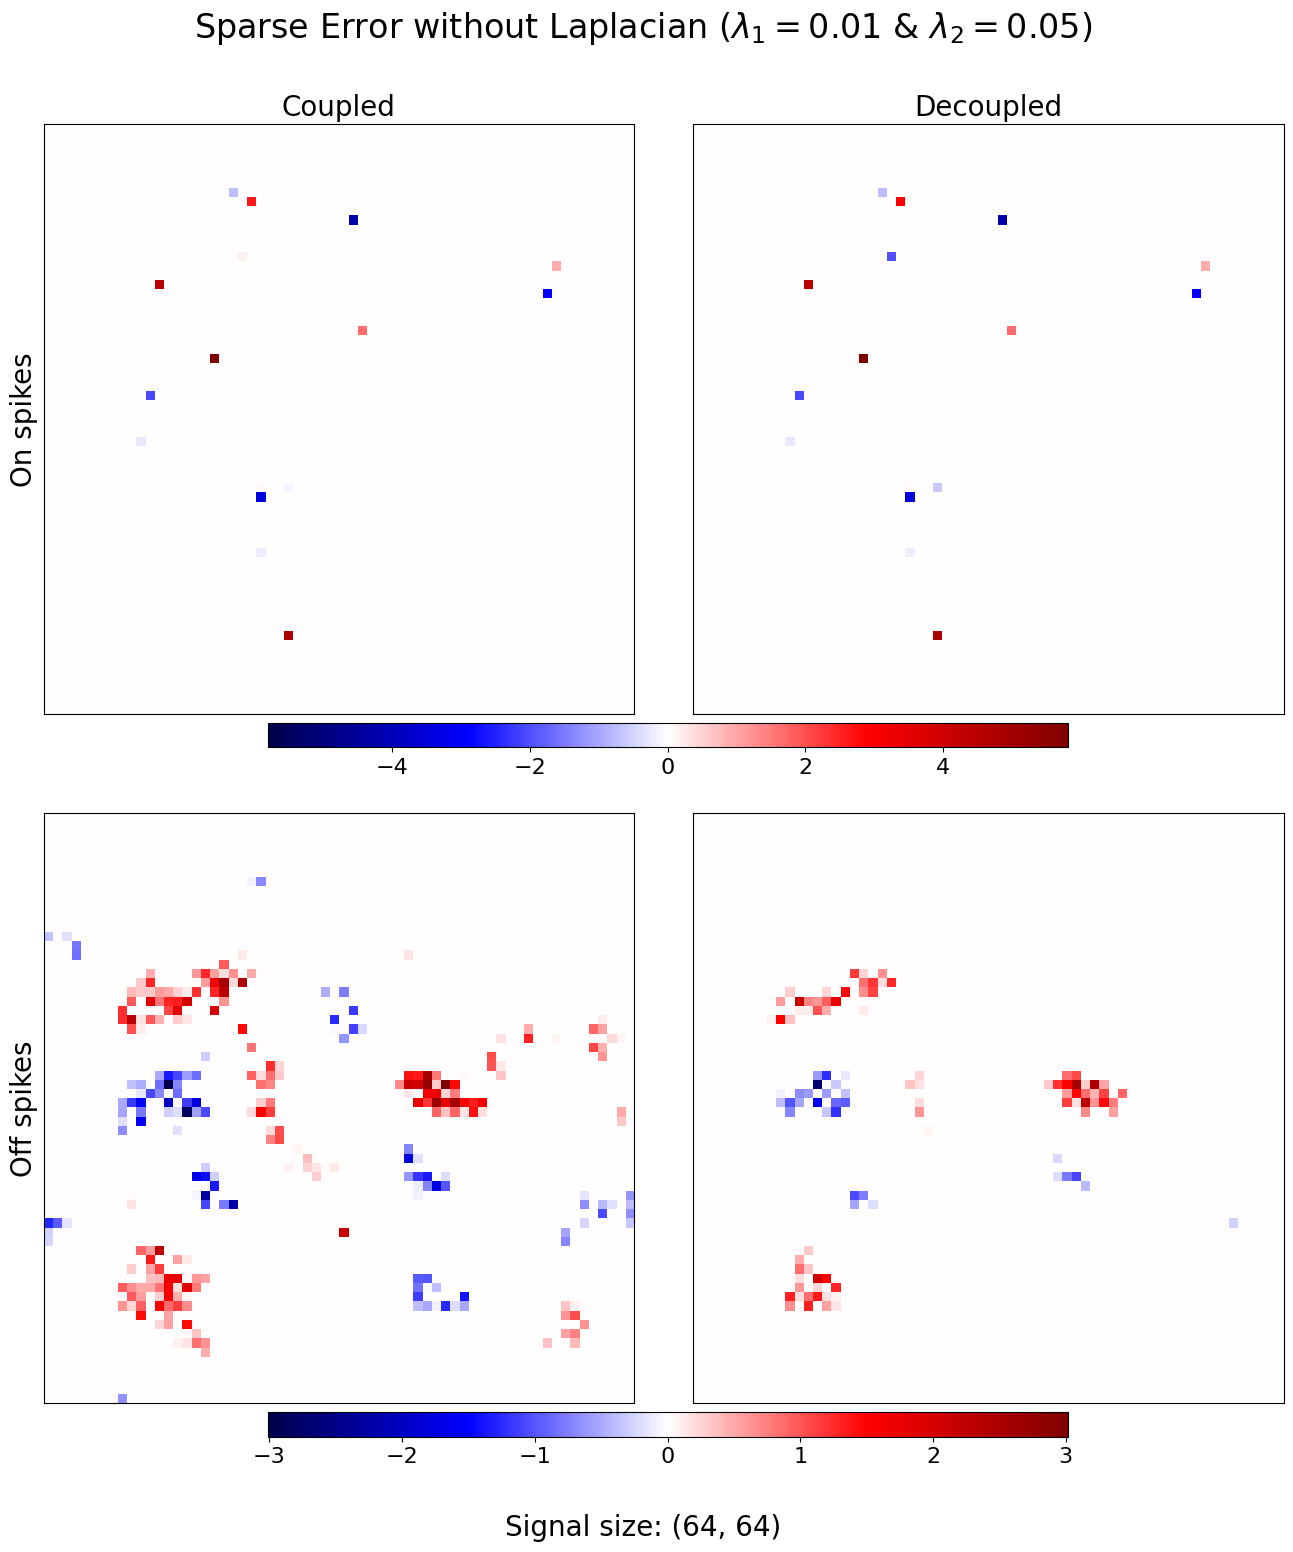 Sparse Error without Laplacian (λ₁ = 0.01 & λ₂ = 0.05)
Coupled
Decoupled
On spikes
−4 −2 0 2 4
Off spikes
−3 −2 −1 0 1 2 3
Signal size: (64, 64)